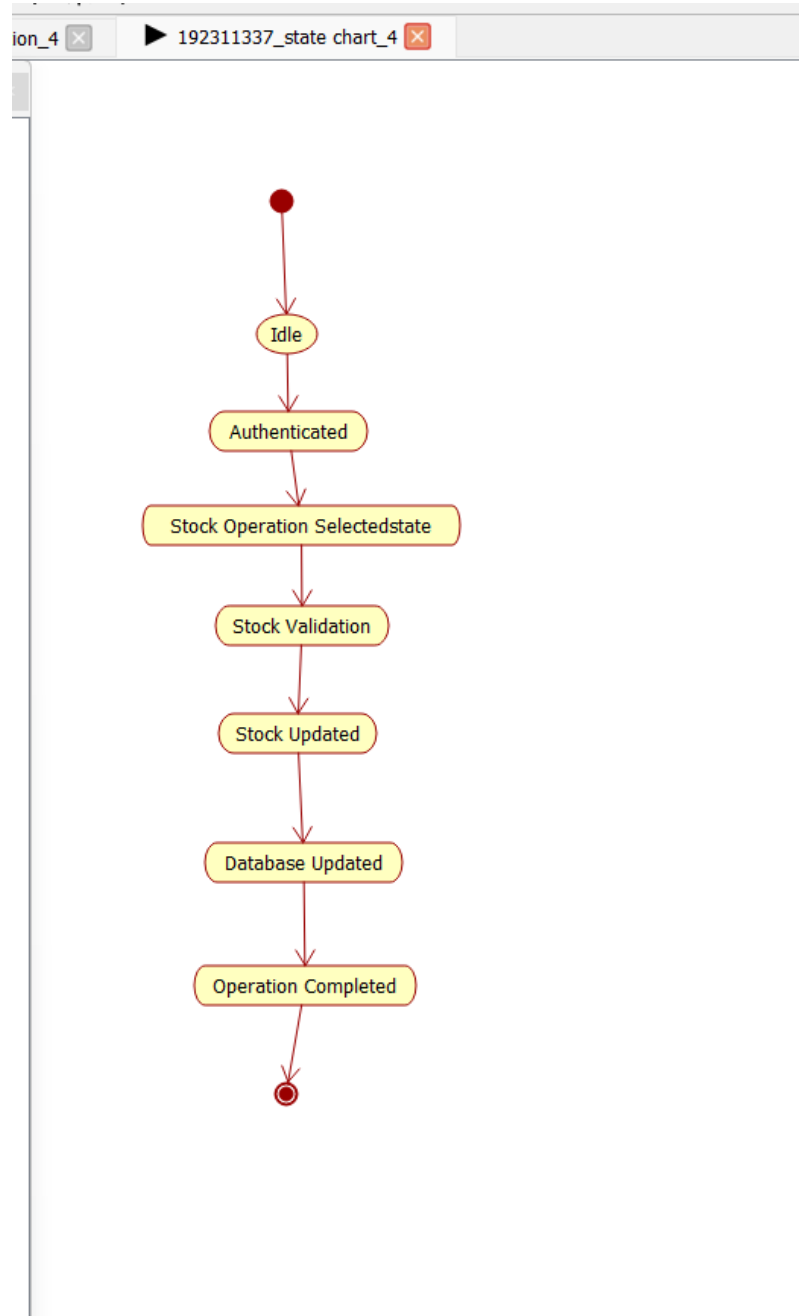 ion_4
192311337_state chart_4
Idle
Authenticated
Stock Operation Selectedstate
Stock Validation
Stock Updated
Database Updated
Operation Completed